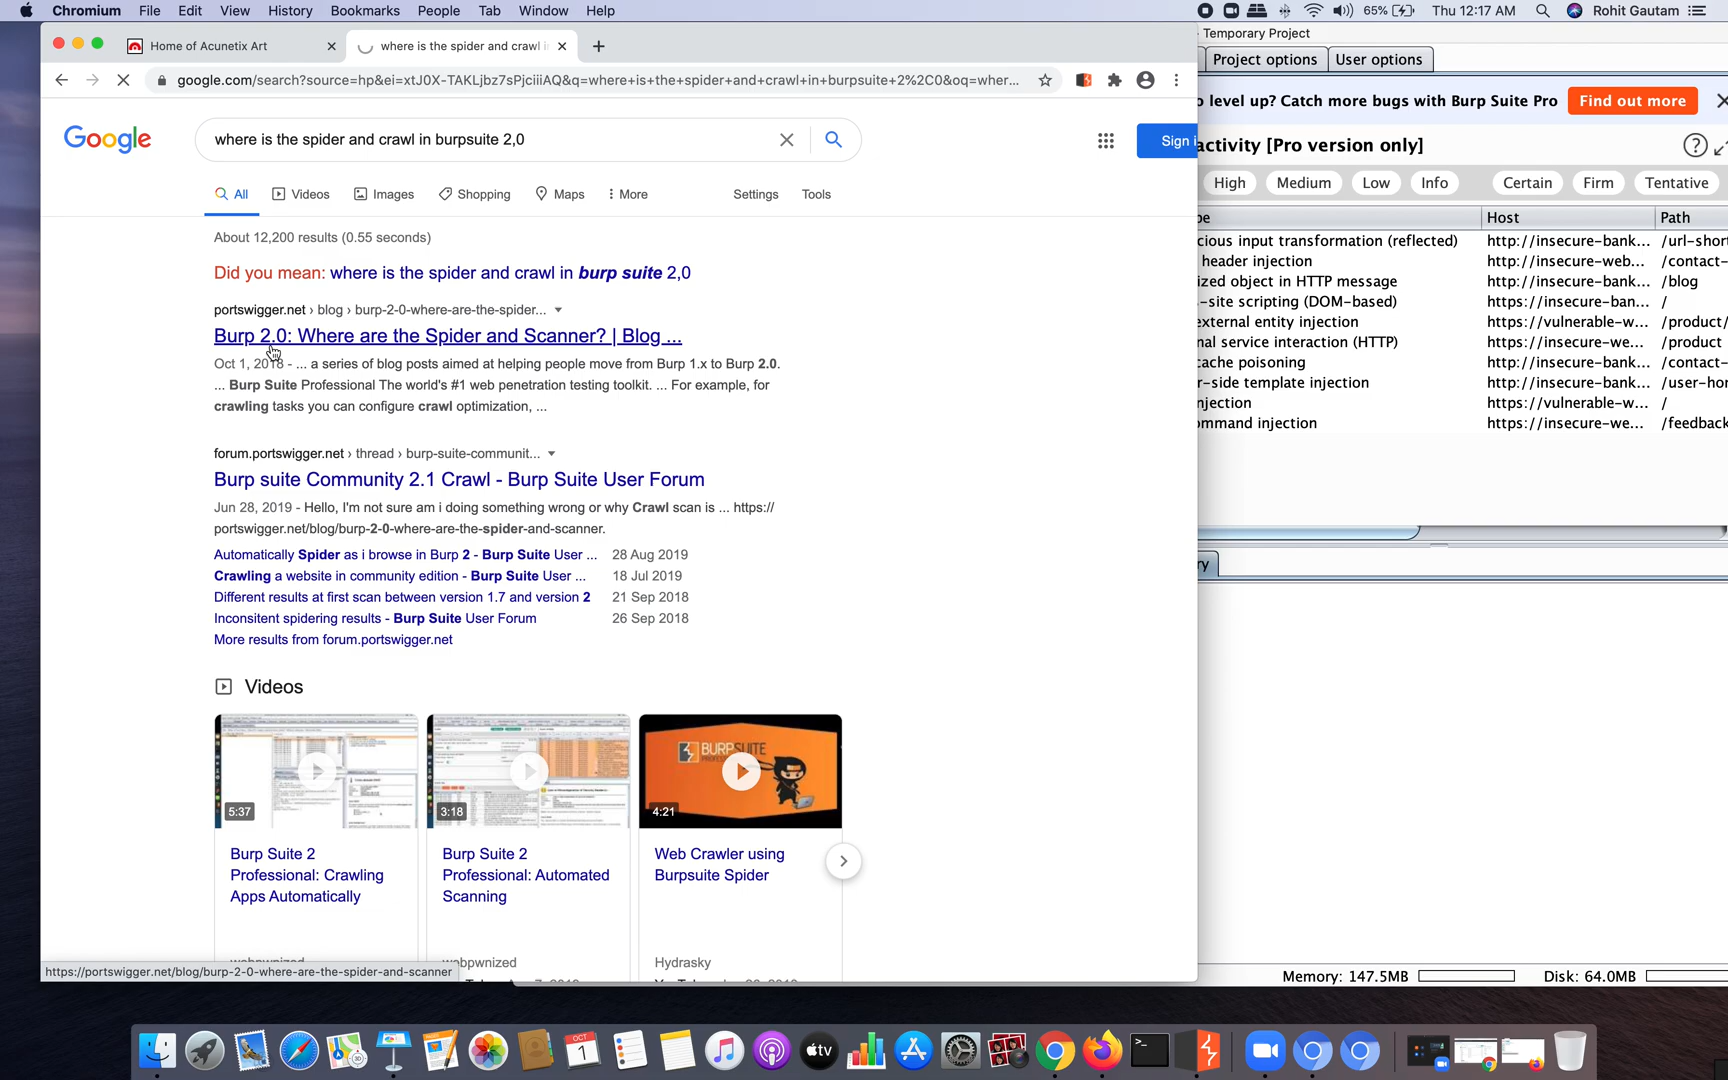 Chromium File Edit View History Bookmarks People Tab Window Help 65% Thu 12:17 AM Rohit Gautam
Home of Acunetix Art
where is the spider and crawl i
google.com/search?source=hp&ei=xtJ0X-TAKLjbz7sPjciiiAQ&q=where+is+the+spider+and+crawl+in+burpsuite+2%2C0&oq=wher...
Google
where is the spider and crawl in burpsuite 2,0
Sign i
All Videos Images Shopping Maps More Settings Tools
About 12,200 results (0.55 seconds)
Did you mean: where is the spider and crawl in burp suite 2,0
portswigger.net › blog › burp-2-0-where-are-the-spider...
Burp 2.0: Where are the Spider and Scanner? | Blog ...
Oct 1, 2018 - ... a series of blog posts aimed at helping people move from Burp 1.x to Burp 2.0.
... Burp Suite Professional The world's #1 web penetration testing toolkit. ... For example, for
crawling tasks you can configure crawl optimization, ...
forum.portswigger.net › thread › burp-suite-communit...
Burp suite Community 2.1 Crawl - Burp Suite User Forum
Jun 28, 2019 - Hello, I'm not sure am i doing something wrong or why Crawl scan is ... https://
portswigger.net/blog/burp-2-0-where-are-the-spider-and-scanner.
Automatically Spider as i browse in Burp 2 - Burp Suite User ... 28 Aug 2019
Crawling a website in community edition - Burp Suite User ... 18 Jul 2019
Different results at first scan between version 1.7 and version 2 21 Sep 2018
Inconsitent spidering results - Burp Suite User Forum 26 Sep 2018
More results from forum.portswigger.net
Videos
5:37
3:18
BURPSUITE
PROFESSIONAL
4:21
Burp Suite 2
Professional: Crawling
Apps Automatically
Burp Suite 2
Professional: Automated
Scanning
Web Crawler using
Burpsuite Spider
webpwnized
webpwnized
Hydrasky
https://portswigger.net/blog/burp-2-0-where-are-the-spider-and-scanner
- Temporary Project
Project options User options
o level up? Catch more bugs with Burp Suite Pro Find out more
activity [Pro version only]
High Medium Low Info Certain Firm Tentative
pe Host Path
cious input transformation (reflected) http://insecure-bank... /url-shor
header injection http://insecure-web... /contact-
ized object in HTTP message http://insecure-bank... /blog
-site scripting (DOM-based) https://insecure-ban... /
external entity injection https://vulnerable-w... /product/
nal service interaction (HTTP) https://insecure-we... /product
cache poisoning http://insecure-bank... /contact-
r-side template injection http://insecure-bank... /user-hor
njection https://vulnerable-w... /
ommand injection https://insecure-we... /feedback
ry
Memory: 147.5MB Disk: 64.0MB
OCT
1
tv